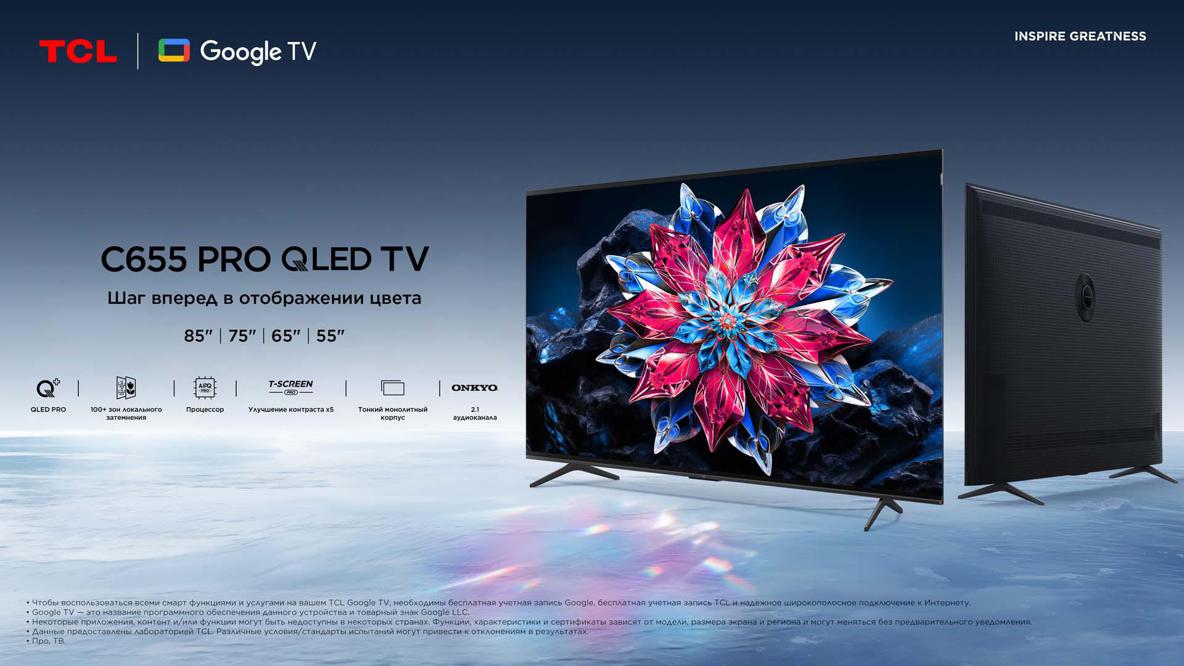 TCL | Google TV
INSPIRE GREATNESS
C655 PRO QLED TV
Шаг вперед в отображении цвета
85" | 75" | 65" | 55"
AiPQ
PRO
T-SCREEN
PRO
ONKYO
QLED PRO
100+ зон локального
затемнения
Процессор
Улучшение контраста x5
Тонкий монолитный
корпус
2.1
аудиоканала
• Чтобы воспользоваться всеми смарт функциями и услугами на вашем TCL Google TV, необходимы бесплатная учетная запись Google, бесплатная учетная запись TCL и надежное широкополосное подключение к Интернету.
• Google TV — это название программного обеспечения данного устройства и товарный знак Google LLC.
• Некоторые приложения, контент и/или функции могут быть недоступны в некоторых странах. Функции, характеристики и сертификаты зависят от модели, размера экрана и региона и могут меняться без предварительного уведомления.
• Данные предоставлены лабораторией TCL. Различные условия/стандарты испытаний могут привести к отклонениям в результатах.
• Про, ТВ.